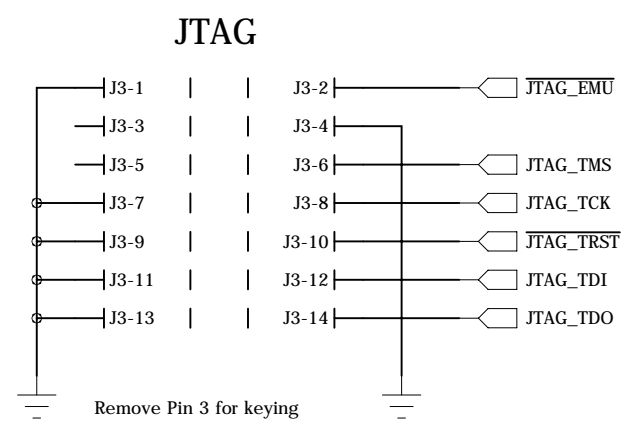 JTAG
J3-1 J3-2 JTAG_EMU
J3-3 J3-4
J3-5 J3-6 JTAG_TMS
J3-7 J3-8 JTAG_TCK
J3-9 J3-10 JTAG_TRST
J3-11 J3-12 JTAG_TDI
J3-13 J3-14 JTAG_TDO
Remove Pin 3 for keying